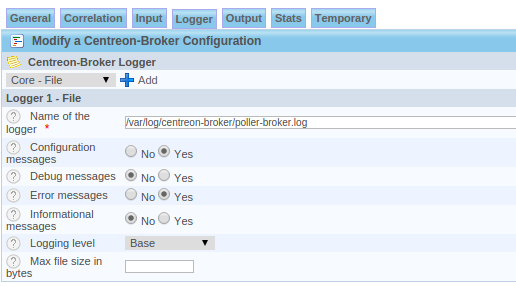 General Correlation Input Logger Output Stats Temporary
Modify a Centreon-Broker Configuration
Centreon-Broker Logger
Core - File Add
Logger 1 - File
Name of the
logger * /var/log/centreon-broker/poller-broker.log
Configuration
messages No Yes
Debug messages No Yes
Error messages No Yes
Informational
messages No Yes
Logging level Base
Max file size in
bytes